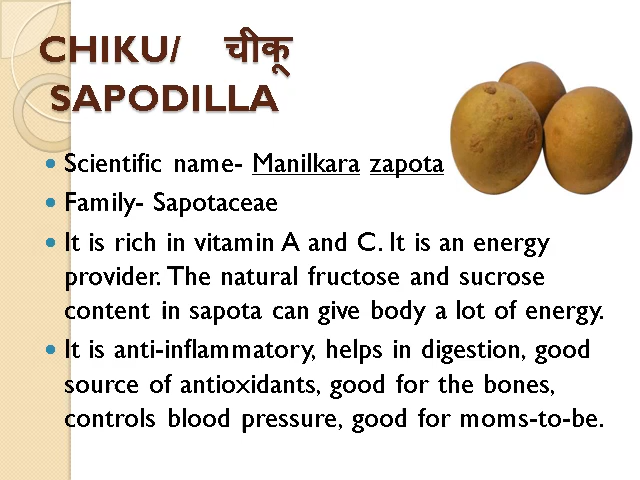 CHIKU/ चीकू
SAPODILLA
Scientific name- Manilkara zapota
Family- Sapotaceae
It is rich in vitamin A and C. It is an energy
provider. The natural fructose and sucrose
content in sapota can give body a lot of energy.
It is anti-inflammatory, helps in digestion, good
source of antioxidants, good for the bones,
controls blood pressure, good for moms-to-be.